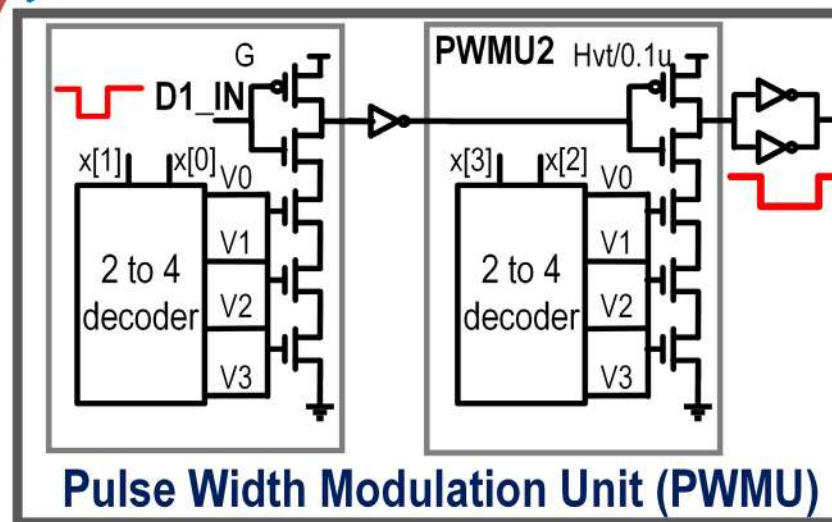 G
D1_IN
x[1] x[0]
V0
V1
V2
V3
2 to 4
decoder
PWMU2 Hvt/0.1u
x[3] x[2]
V0
V1
V2
V3
2 to 4
decoder
Pulse Width Modulation Unit (PWMU)